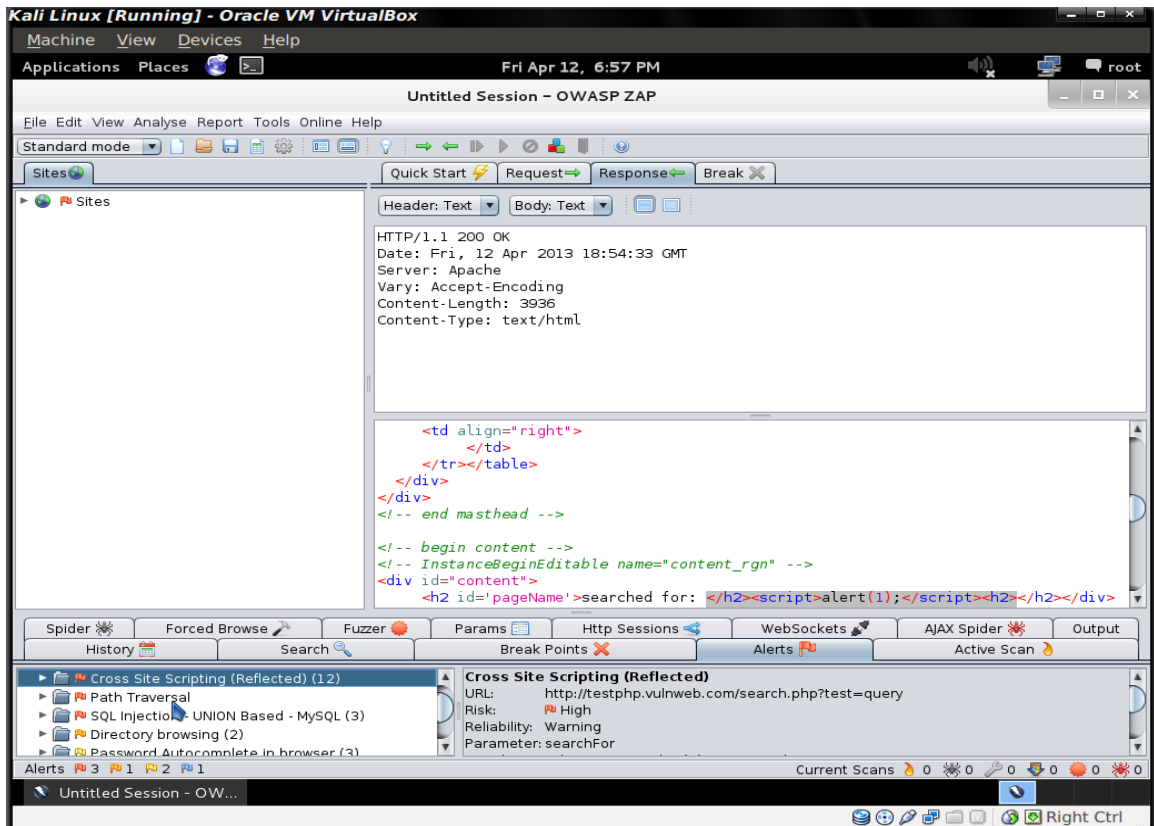 Kali Linux [Running] - Oracle VM VirtualBox
Machine View Devices Help
Applications Places Fri Apr 12, 6:57 PM root
Untitled Session - OWASP ZAP
File Edit View Analyse Report Tools Online Help
Standard mode
Sites Quick Start Request Response Break
Sites
Header: Text Body: Text
HTTP/1.1 200 OK
Date: Fri, 12 Apr 2013 18:54:33 GMT
Server: Apache
Vary: Accept-Encoding
Content-Length: 3936
Content-Type: text/html
<td align="right">
</td>
</tr></table>
</div>
</div>
<!-- end masthead -->
<!-- begin content -->
<!-- InstanceBeginEditable name="content_rgn" -->
<div id="content">
<h2 id='pageName'>searched for: </h2><script>alert(1);</script><h2></h2></div>
Spider Forced Browse Fuzzer Params Http Sessions WebSockets AJAX Spider Output
History Search Break Points Alerts Active Scan
Cross Site Scripting (Reflected) (12)
Path Traversal
SQL Injection - UNION Based - MySQL (3)
Directory browsing (2)
Password Autocomplete in browser (3)
Cross Site Scripting (Reflected)
URL: http://testphp.vulnweb.com/search.php?test=query
Risk: High
Reliability: Warning
Parameter: searchFor
Alerts 3 1 2 1 Current Scans 0 0 0 0 0 0
Untitled Session - OW...
Right Ctrl